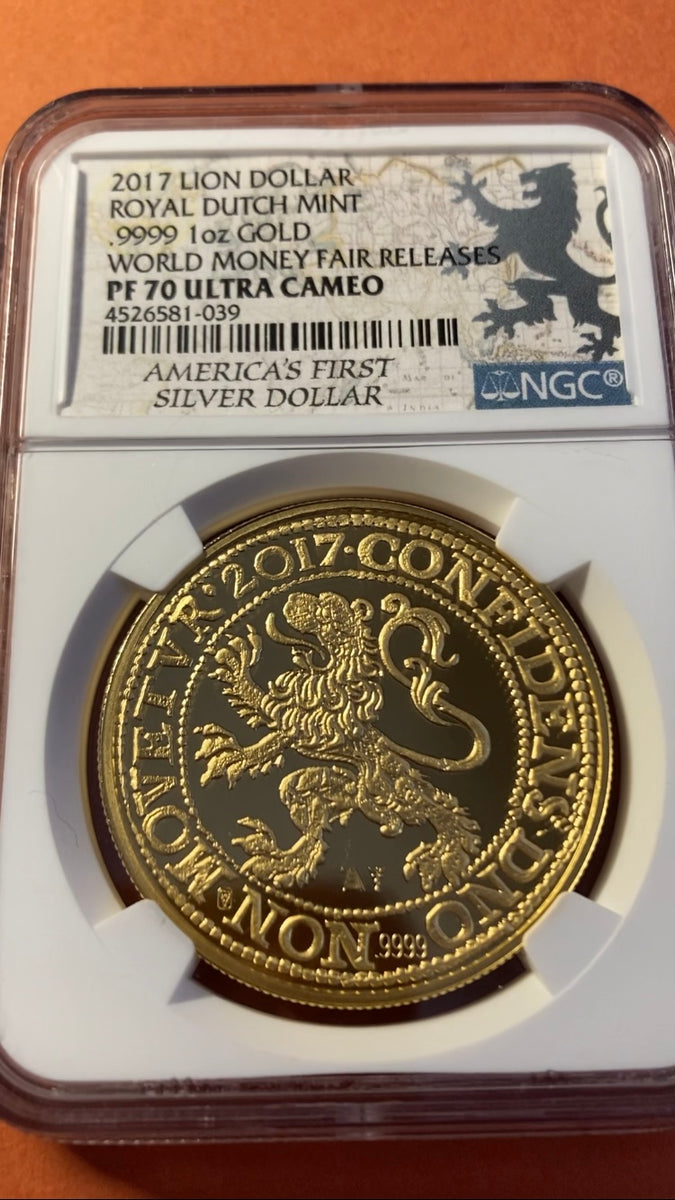 2017 LION DOLLAR
ROYAL DUTCH MINT
.9999 1oz GOLD
WORLD MONEY FAIR RELEASES
PF 70 ULTRA CAMEO
4526581-039
AMERICA'S FIRST
SILVER DOLLAR
NGC®
2017·CONFIDENS·DNO
NON·MOVETVR·
.9999